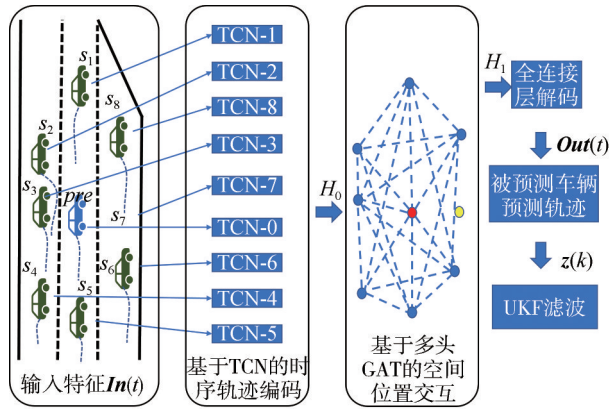 s1
s2
s8
s3
pre
s7
s4
s6
s5
输入特征In(t)
TCN-1
TCN-2
TCN-8
TCN-3
TCN-7
TCN-0
TCN-6
TCN-4
TCN-5
基于TCN的时
序轨迹编码
H0
基于多头
GAT的空间
位置交互
H1
全连接
层解码
Out(t)
被预测车辆
预测轨迹
z(k)
UKF滤波